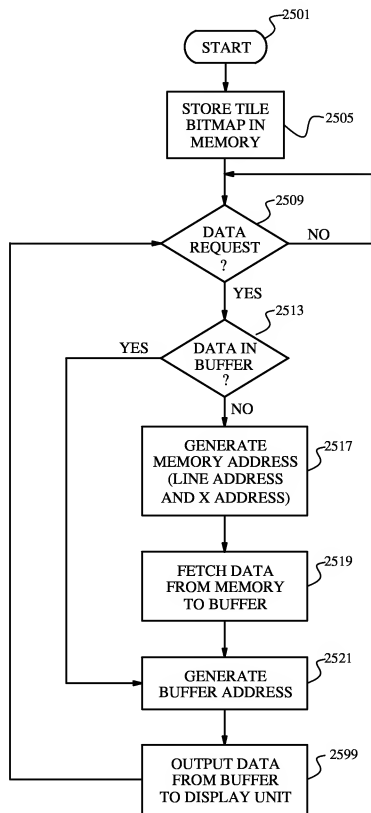 2501
START
STORE TILE
BITMAP IN
MEMORY
2505
2509
DATA
REQUEST
?
NO
YES
2513
YES
DATA IN
BUFFER
?
NO
GENERATE
MEMORY ADDRESS
(LINE ADDRESS
AND X ADDRESS)
2517
FETCH DATA
FROM MEMORY
TO BUFFER
2519
GENERATE
BUFFER ADDRESS
2521
OUTPUT DATA
FROM BUFFER
TO DISPLAY UNIT
2599